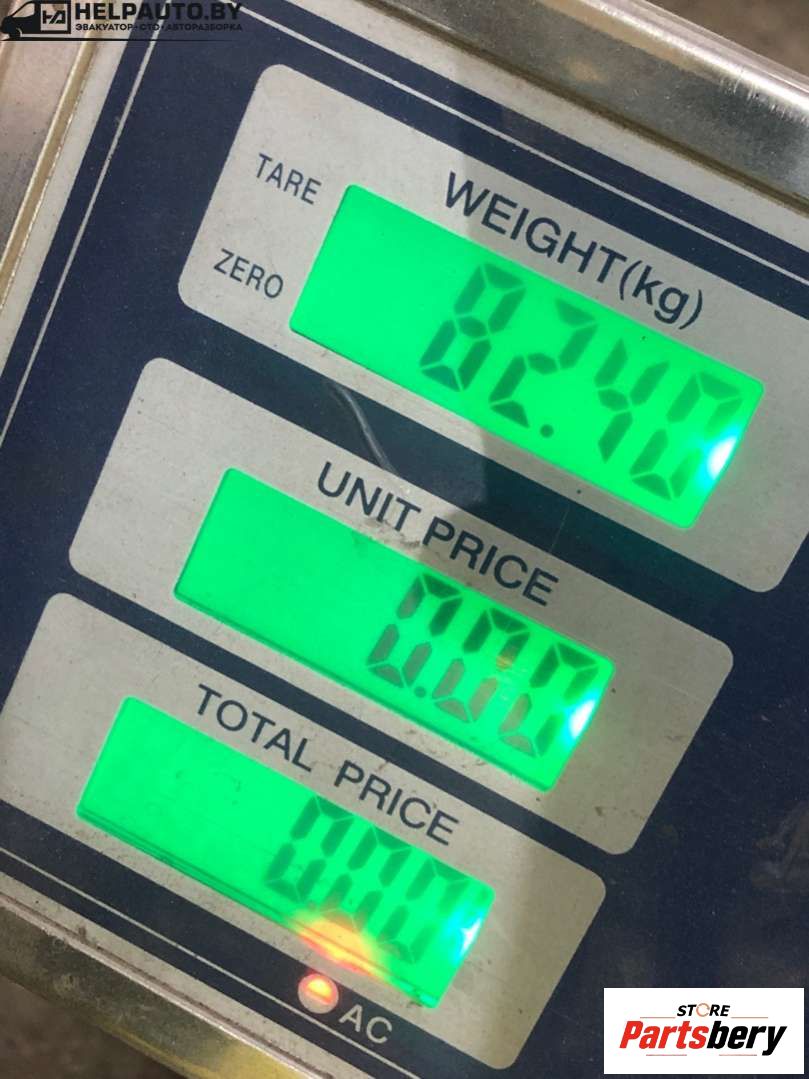 HELPAUTO.BY
ЭВАКУАТОР•СТО•АВТОРАЗБОРКА
WEIGHT(kg)
TARE
ZERO
82.40
UNIT PRICE
0.00
TOTAL PRICE
0.00
AC
STORE
Partsbery